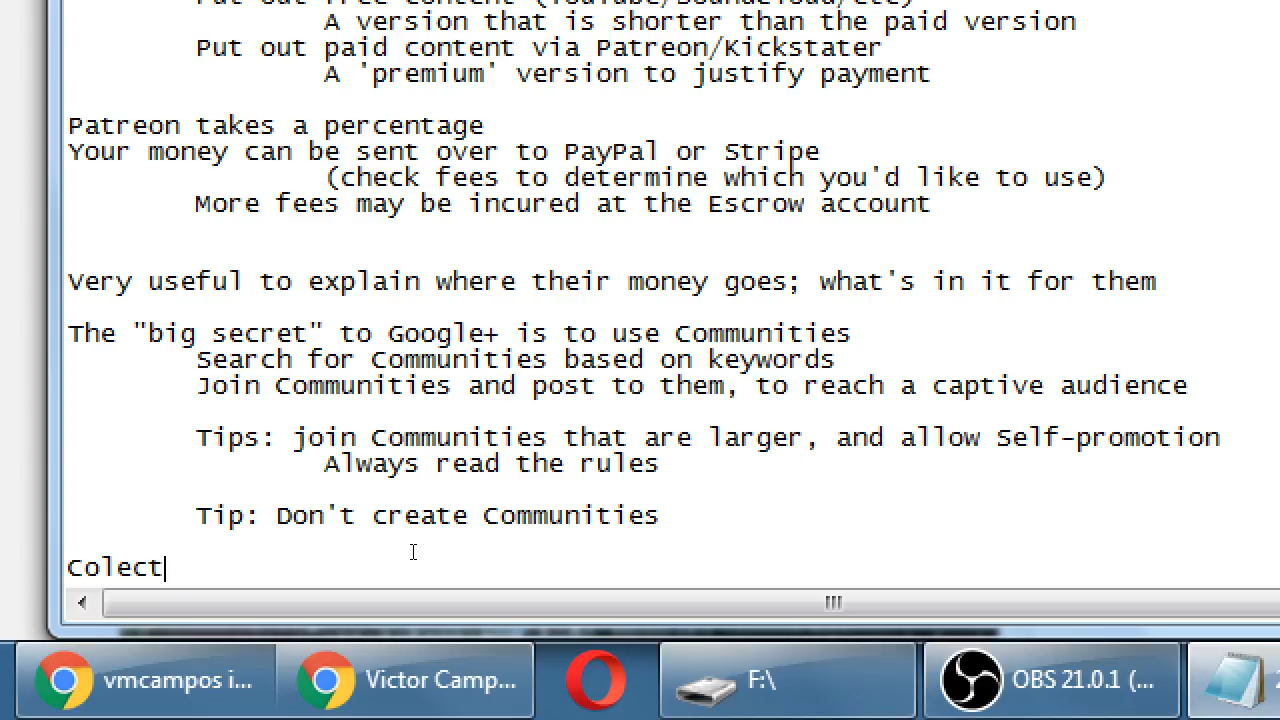 A version that is shorter than the paid version
Put out paid content via Patreon/Kickstater
A 'premium' version to justify payment
Patreon takes a percentage
Your money can be sent over to PayPal or Stripe
(check fees to determine which you'd like to use)
More fees may be incured at the Escrow account
Very useful to explain where their money goes; what's in it for them
The "big secret" to Google+ is to use Communities
Search for Communities based on keywords
Join Communities and post to them, to reach a captive audience
Tips: join Communities that are larger, and allow Self-promotion
Always read the rules
Tip: Don't create Communities
Colect
vmcampos i... Victor Camp... F:\ OBS 21.0.1 (...